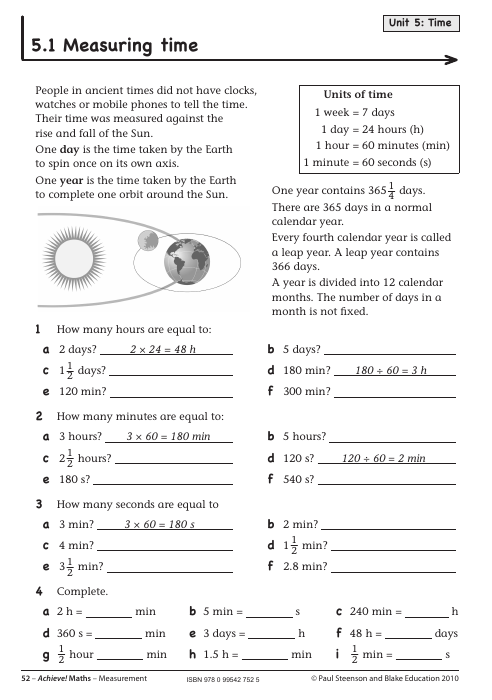 Unit 5: Time
5.1 Measuring time
People in ancient times did not have clocks,
watches or mobile phones to tell the time.
Their time was measured against the
rise and fall of the Sun.
One day is the time taken by the Earth
to spin once on its own axis.
One year is the time taken by the Earth
to complete one orbit around the Sun.
Units of time
1 week = 7 days
1 day = 24 hours (h)
1 hour = 60 minutes (min)
1 minute = 60 seconds (s)
One year contains 365 1/4 days.
There are 365 days in a normal
calendar year.
Every fourth calendar year is called
a leap year. A leap year contains
366 days.
A year is divided into 12 calendar
months. The number of days in a
month is not fixed.
1 How many hours are equal to:
a 2 days? 2 × 24 = 48 h
b 5 days?
c 1 1/2 days?
d 180 min? 180 ÷ 60 = 3 h
e 120 min?
f 300 min?
2 How many minutes are equal to:
a 3 hours? 3 × 60 = 180 min
b 5 hours?
c 2 1/2 hours?
d 120 s? 120 ÷ 60 = 2 min
e 180 s?
f 540 s?
3 How many seconds are equal to
a 3 min? 3 × 60 = 180 s
b 2 min?
c 4 min?
d 1 1/2 min?
e 3 1/2 min?
f 2.8 min?
4 Complete.
a 2 h = ______ min b 5 min = ______ s c 240 min = ______ h
d 360 s = ______ min e 3 days = ______ h f 48 h = ______ days
g 1/2 hour ______ min h 1.5 h = ______ min i 1/2 min = ______ s
52 – Achieve! Maths – Measurement ISBN 978 0 99542 752 5 © Paul Steenson and Blake Education 2010